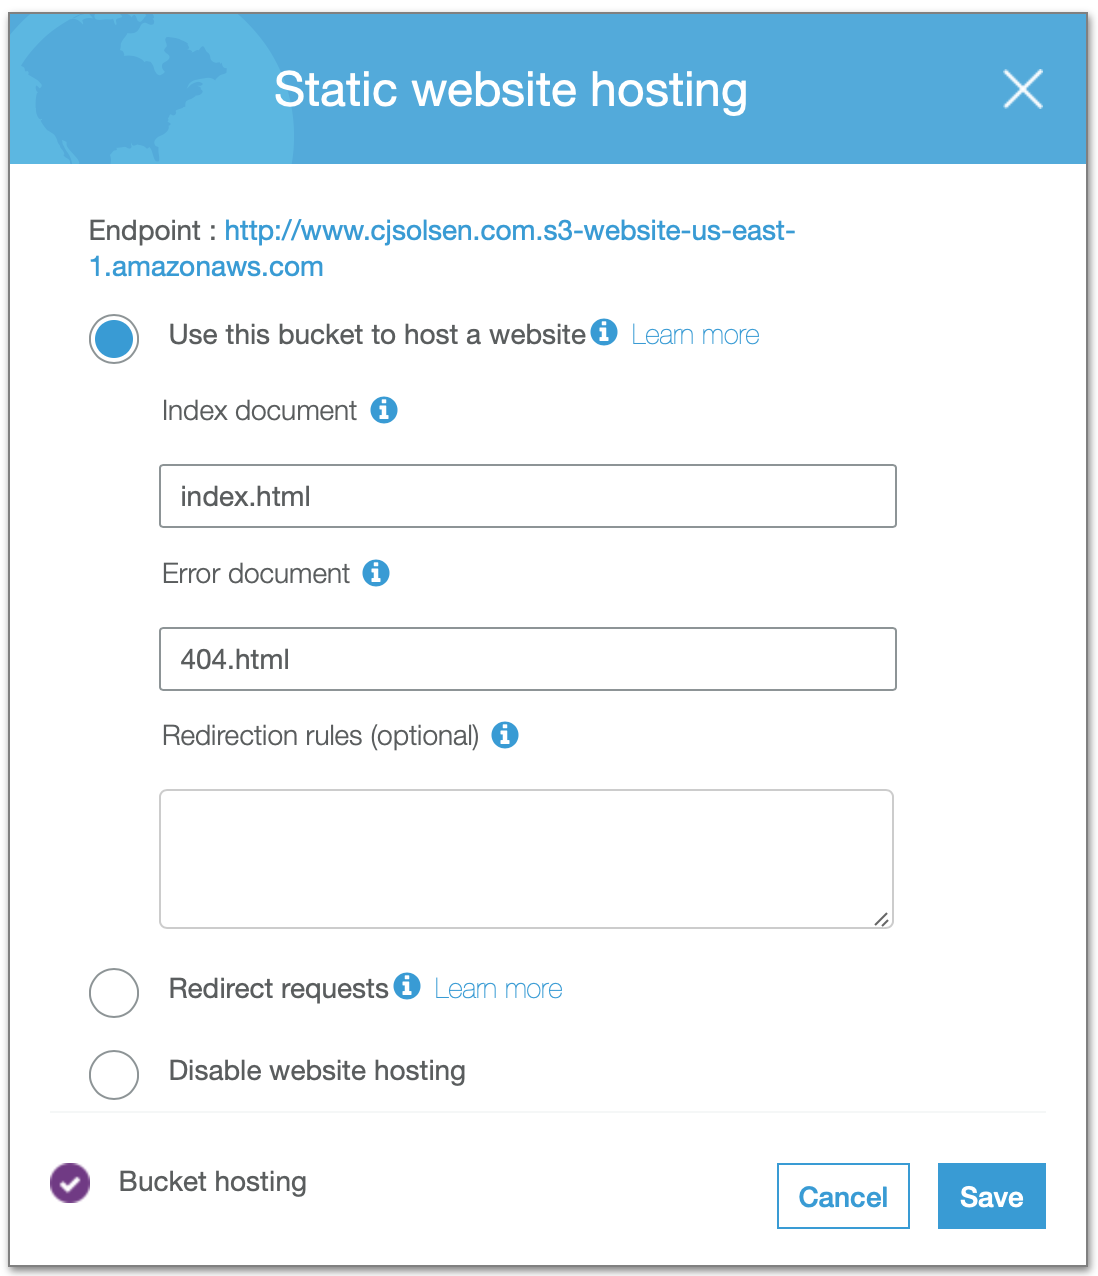 Static website hosting
Endpoint : http://www.cjsolsen.com.s3-website-us-east-
1.amazonaws.com
Use this bucket to host a website Learn more
Index document
index.html
Error document
404.html
Redirection rules (optional)
Redirect requests Learn more
Disable website hosting
Bucket hosting
Cancel Save